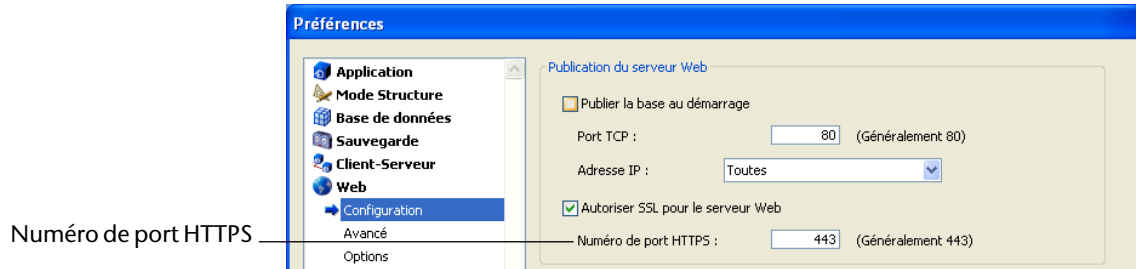 Préférences
Application
Mode Structure
Base de données
Sauvegarde
Client-Serveur
Web
Configuration
Avancé
Options
Publication du serveur Web
Publier la base au démarrage
Port TCP : 80 (Généralement 80)
Adresse IP : Toutes
Autoriser SSL pour le serveur Web
Numéro de port HTTPS : 443 (Généralement 443)
Numéro de port HTTPS